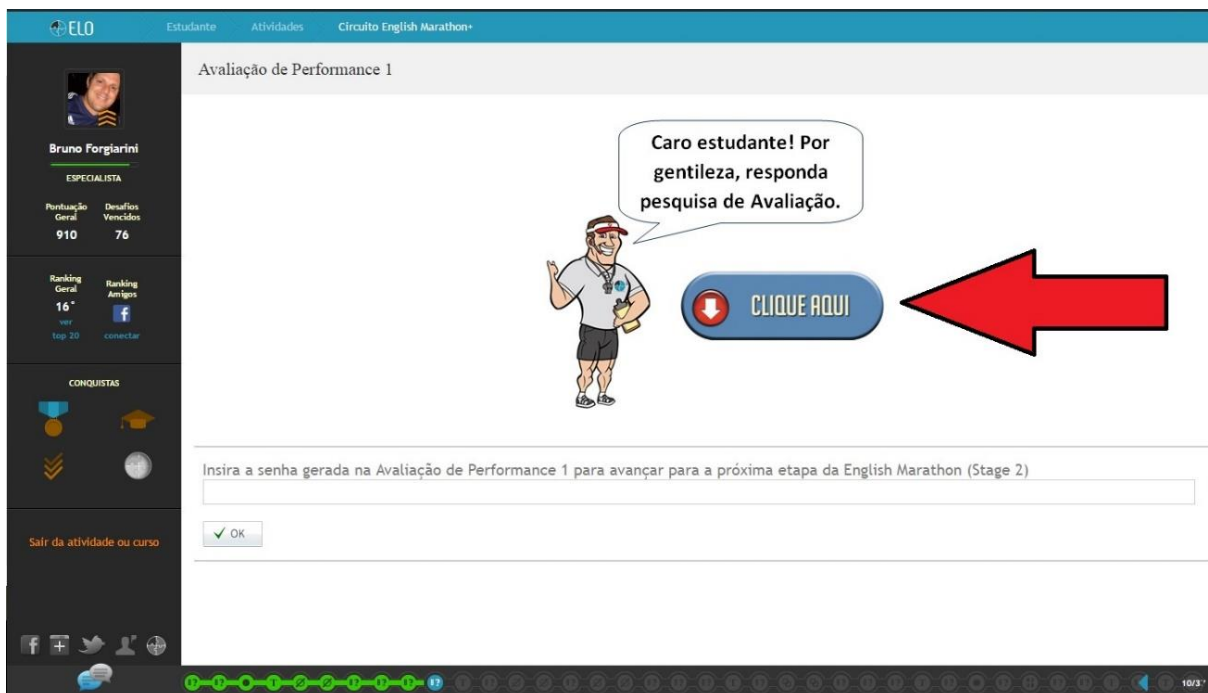 ELO
Estudante Atividades Circuito English Marathon+
Avaliação de Performance 1
Bruno Forgiarini
ESPECIALISTA
Pontuação Geral
910
Desafios Vencidos
76
Ranking Geral
16°
ver top 20
Ranking Amigos
conectar
CONQUISTAS
Sair da atividade ou curso
Caro estudante! Por
gentileza, responda
pesquisa de Avaliação.
CLIQUE AQUI
Insira a senha gerada na Avaliação de Performance 1 para avançar para a próxima etapa da English Marathon (Stage 2)
OK